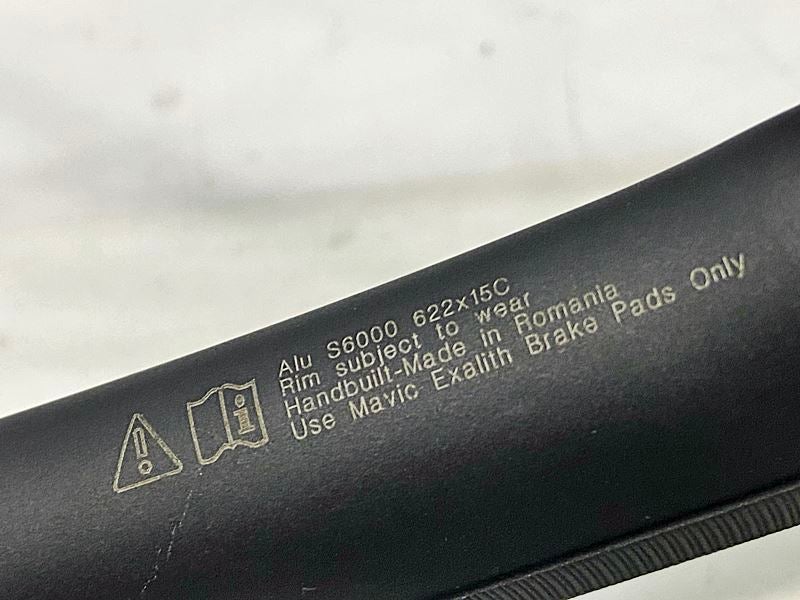 Alu S6000 622x15C
Rim subject to wear
Handbuilt-Made in Romania
Use Mavic Exalith Brake Pads Only